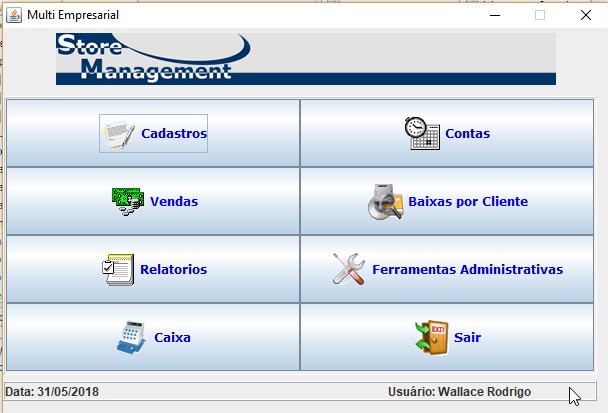 Multi Empresarial
Store
Management
Cadastros
Contas
Vendas
Baixas por Cliente
Relatorios
Ferramentas Administrativas
Caixa
EXIT
Sair
Data: 31/05/2018
Usuário: Wallace Rodrigo